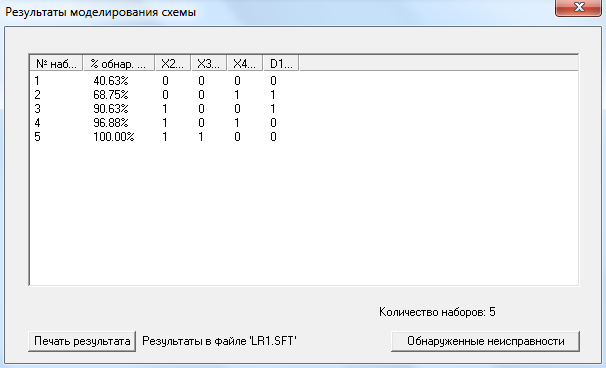 Результаты моделирования схемы
№ наб... % обнар. ... X2... X3... X4... D1...
1 40.63% 0 0 0 0
2 68.75% 0 0 1 1
3 90.63% 1 0 0 1
4 96.88% 1 0 1 0
5 100.00% 1 1 0 0
Количество наборов: 5
Печать результата Результаты в файле 'LR1.SFT' Обнаруженные неисправности